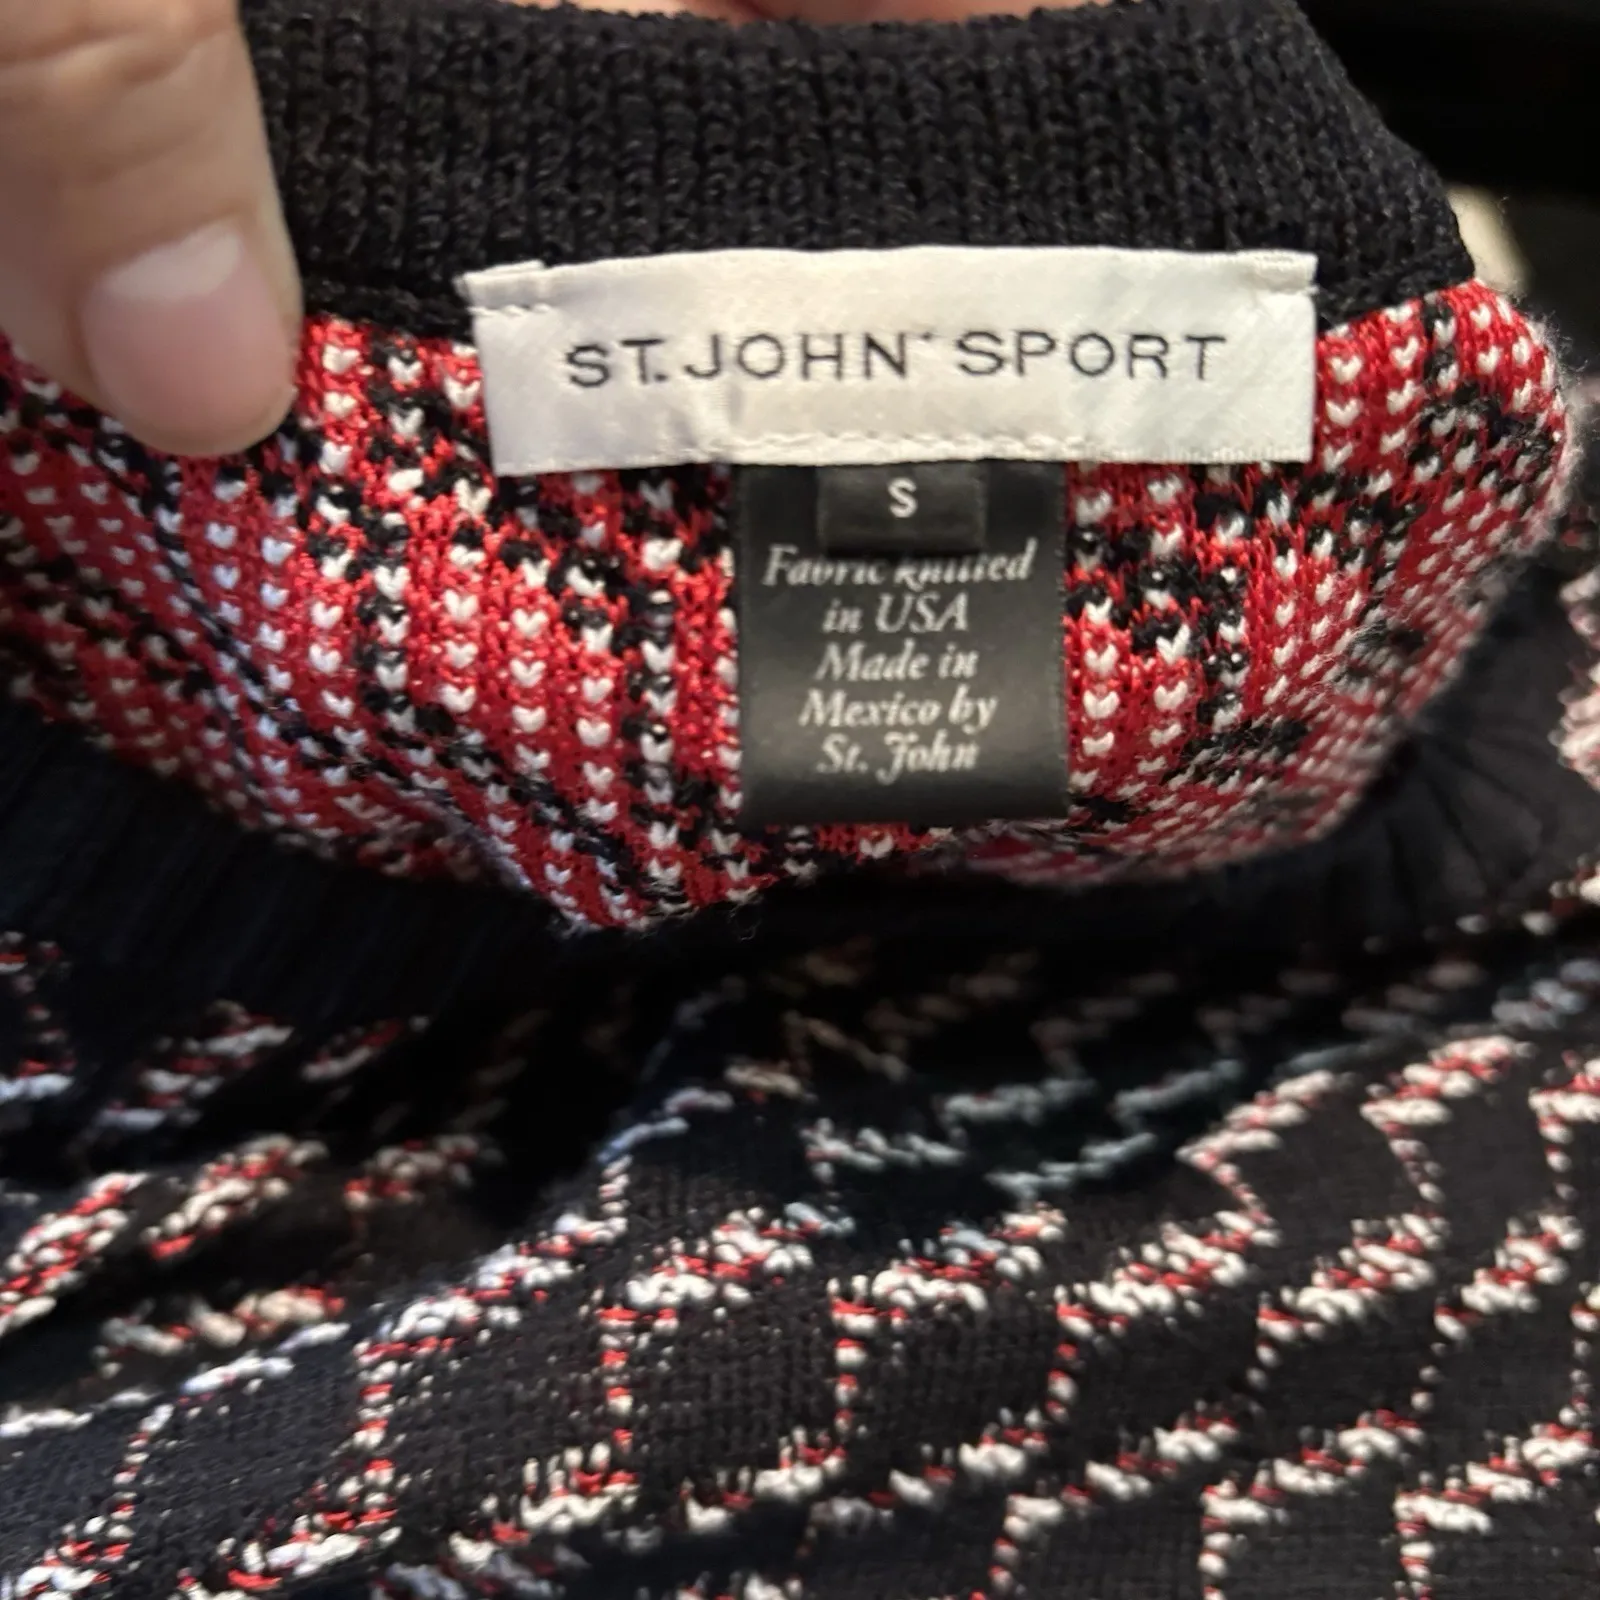 ST. JOHN® SPORT
S
Fabric knitted
in USA
Made in
Mexico by
St. John